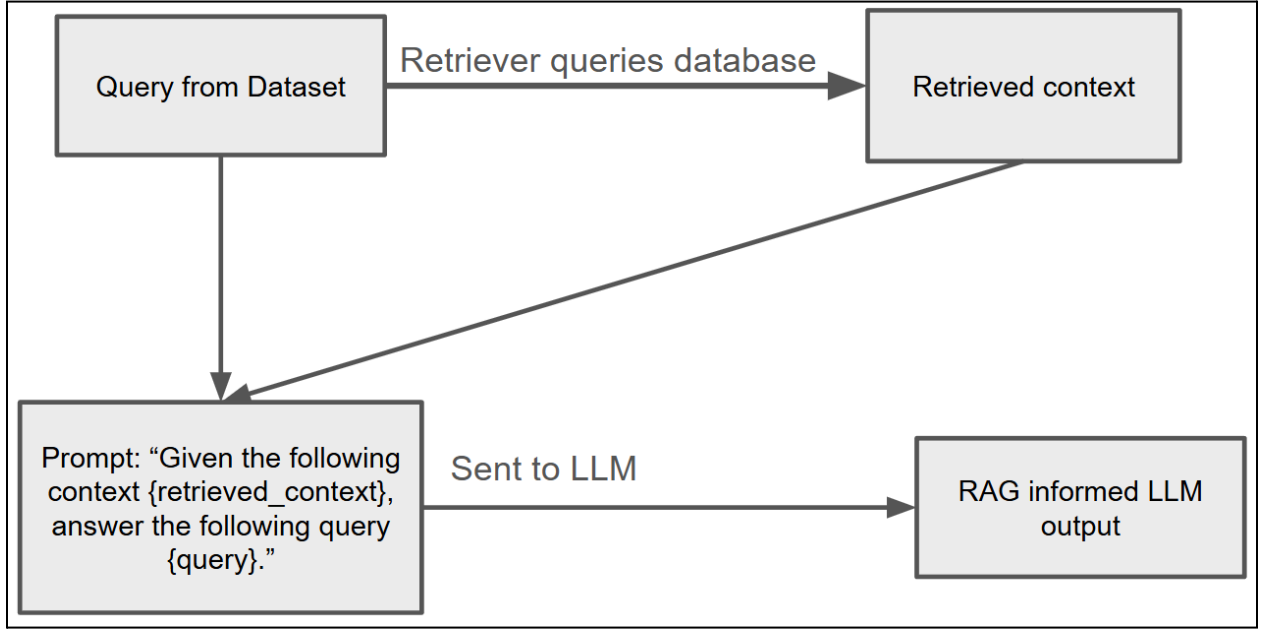 Query from Dataset
Retriever queries database
Retrieved context
Prompt: “Given the following
context {retrieved_context},
answer the following query
{query}.”
Sent to LLM
RAG informed LLM
output